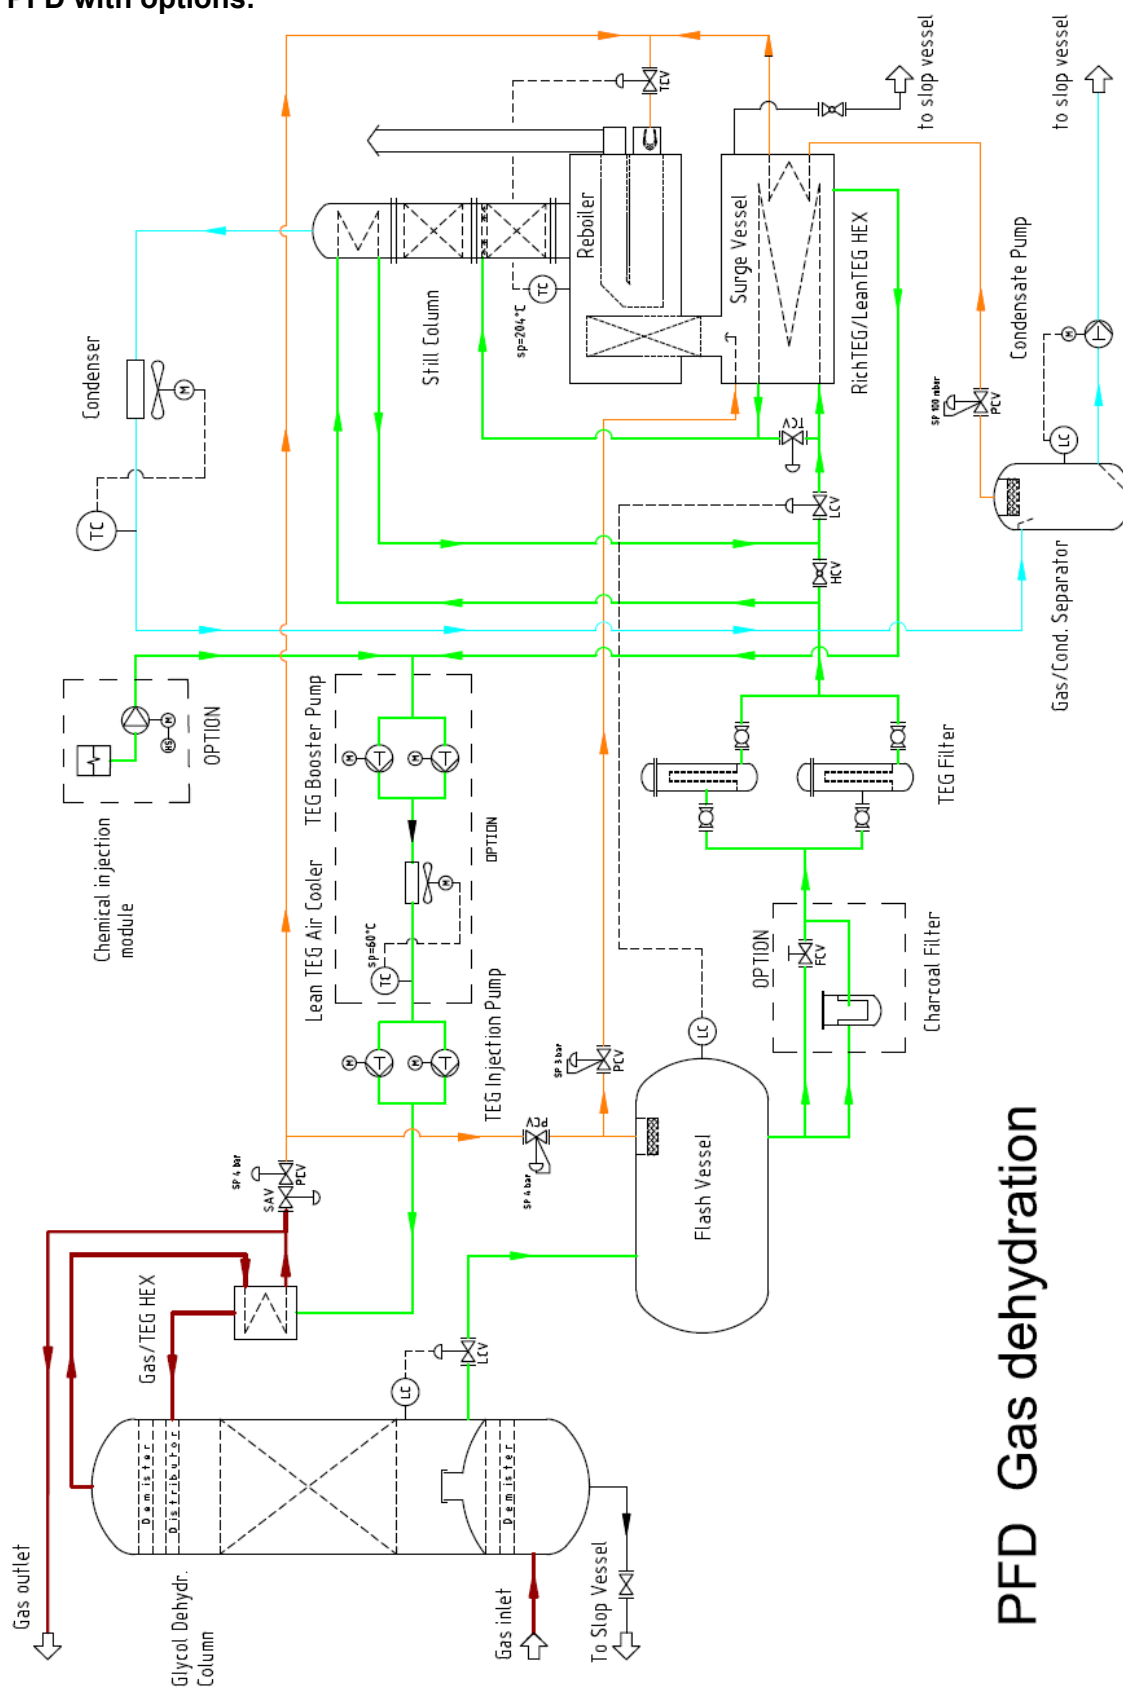 PFD with options:
Gas outlet
Glycol Dehydr.
Column
Gas inlet
To Slop Vessel
Demister
Distributor
Demister
LC
LCV
Gas/TEG HEX
SAV
PCV
SP 4 bar
SP 4 bar
PCV
SP 3 bar
PCV
Flash Vessel
LC
TEG Injection Pump
M
M
Lean TEG Air Cooler
TC
sp=60°C
M
OPTION
TEG Booster Pump
M
M
Chemical injection
module
OPTION
M
HS
OPTION
FCV
Charcoal Filter
TEG Filter
HCV
LCV
TCV
TC
Condenser
M
Still Column
TC
sp=204°C
Reboiler
TCV
Surge Vessel
RichTEG/LeanTEG HEX
to slop vessel
to slop vessel
Condensate Pump
M
LC
SP 100 mbar
PCV
Gas/Cond. Separator
PFD Gas dehydration